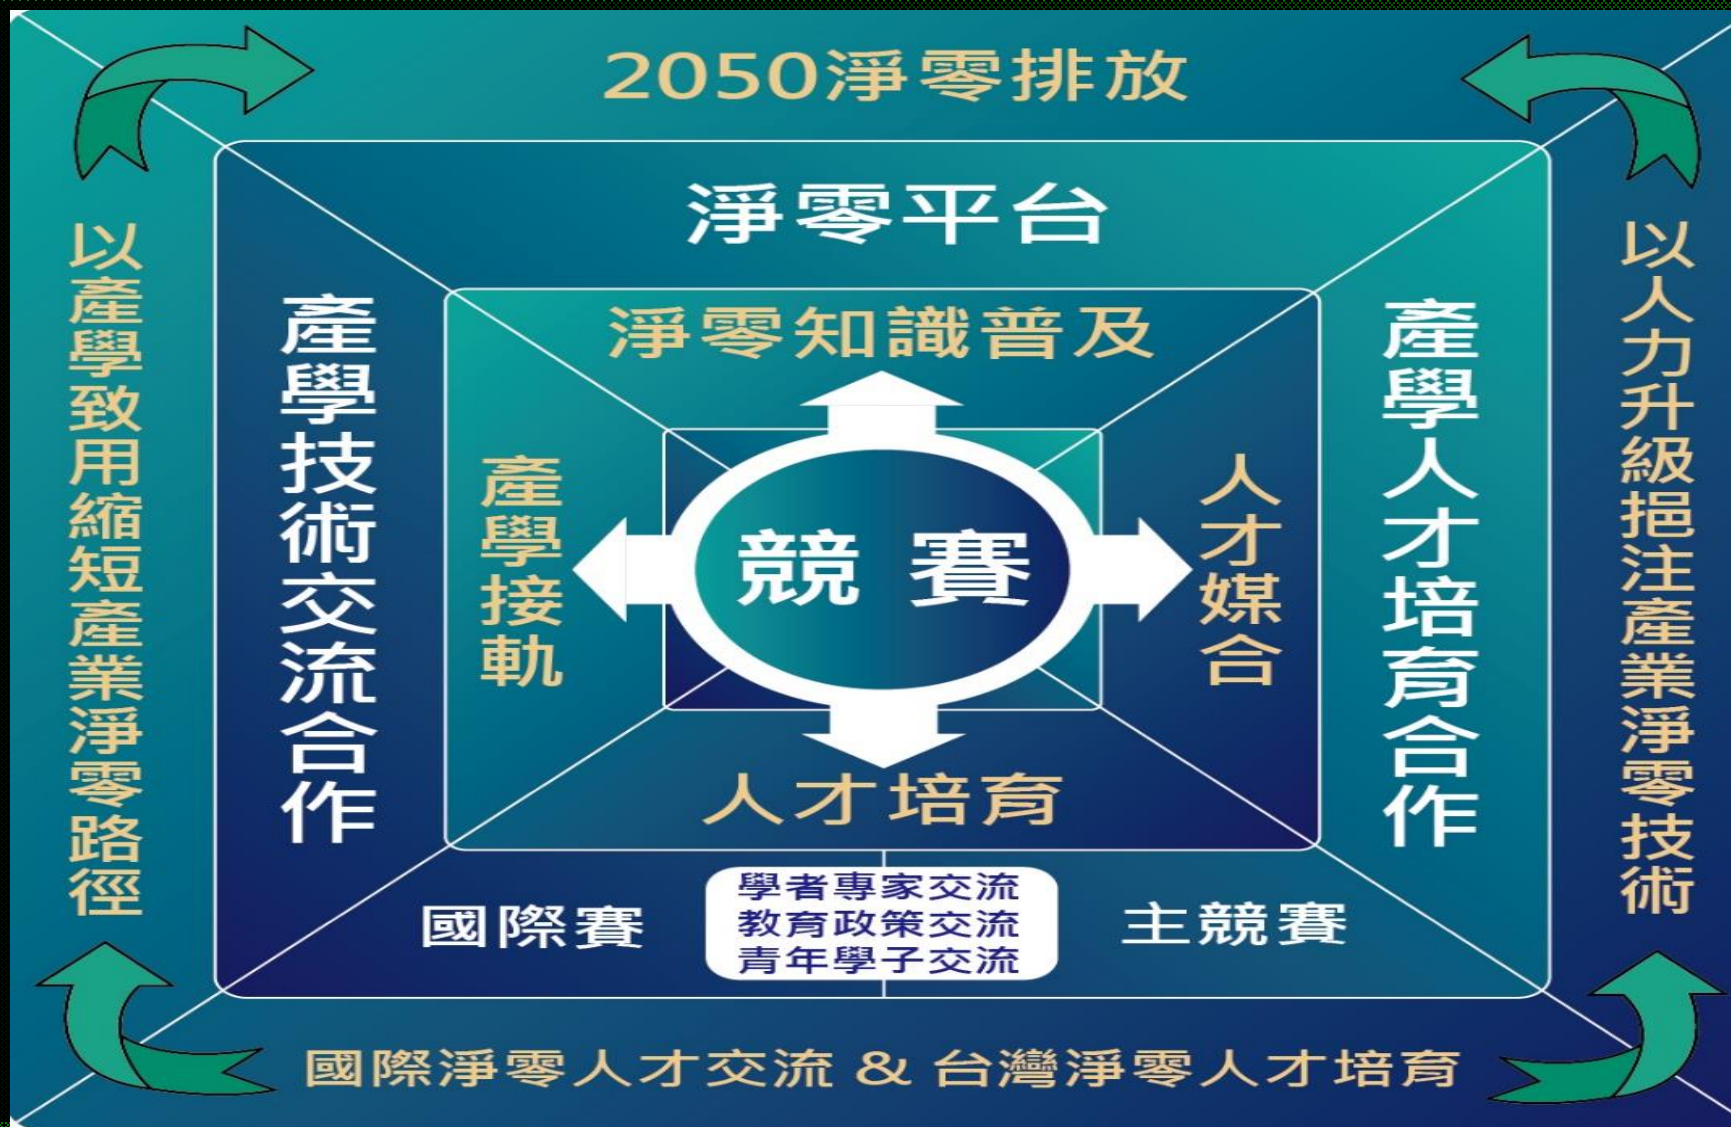 2050淨零排放
淨零平台
淨零知識普及
以產學致用縮短產業淨零路徑
產學技術交流合作
產學接軌
競賽
人才媒合
產學人才培育合作
以人力升級挹注產業淨零技術
人才培育
國際賽
學者專家交流
教育政策交流
青年學子交流
主競賽
國際淨零人才交流 & 台灣淨零人才培育